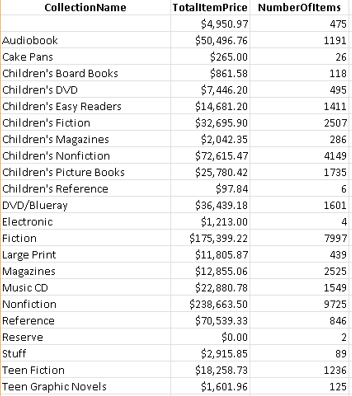 CollectionName TotalItemPrice NumberOfItems
$4,950.97 475
Audiobook $50,496.76 1191
Cake Pans $265.00 26
Children's Board Books $861.58 118
Children's DVD $7,446.20 495
Children's Easy Readers $14,681.20 1411
Children's Fiction $32,695.90 2507
Children's Magazines $2,042.35 286
Children's Nonfiction $72,615.47 4149
Children's Picture Books $25,780.42 1735
Children's Reference $97.84 6
DVD/Blueray $36,439.18 1601
Electronic $1,213.00 4
Fiction $175,399.22 7997
Large Print $11,805.87 439
Magazines $12,855.06 2525
Music CD $22,880.78 1549
Nonfiction $238,663.50 9725
Reference $70,539.33 846
Reserve $0.00 2
Stuff $2,915.85 89
Teen Fiction $18,258.73 1236
Teen Graphic Novels $1,601.96 125